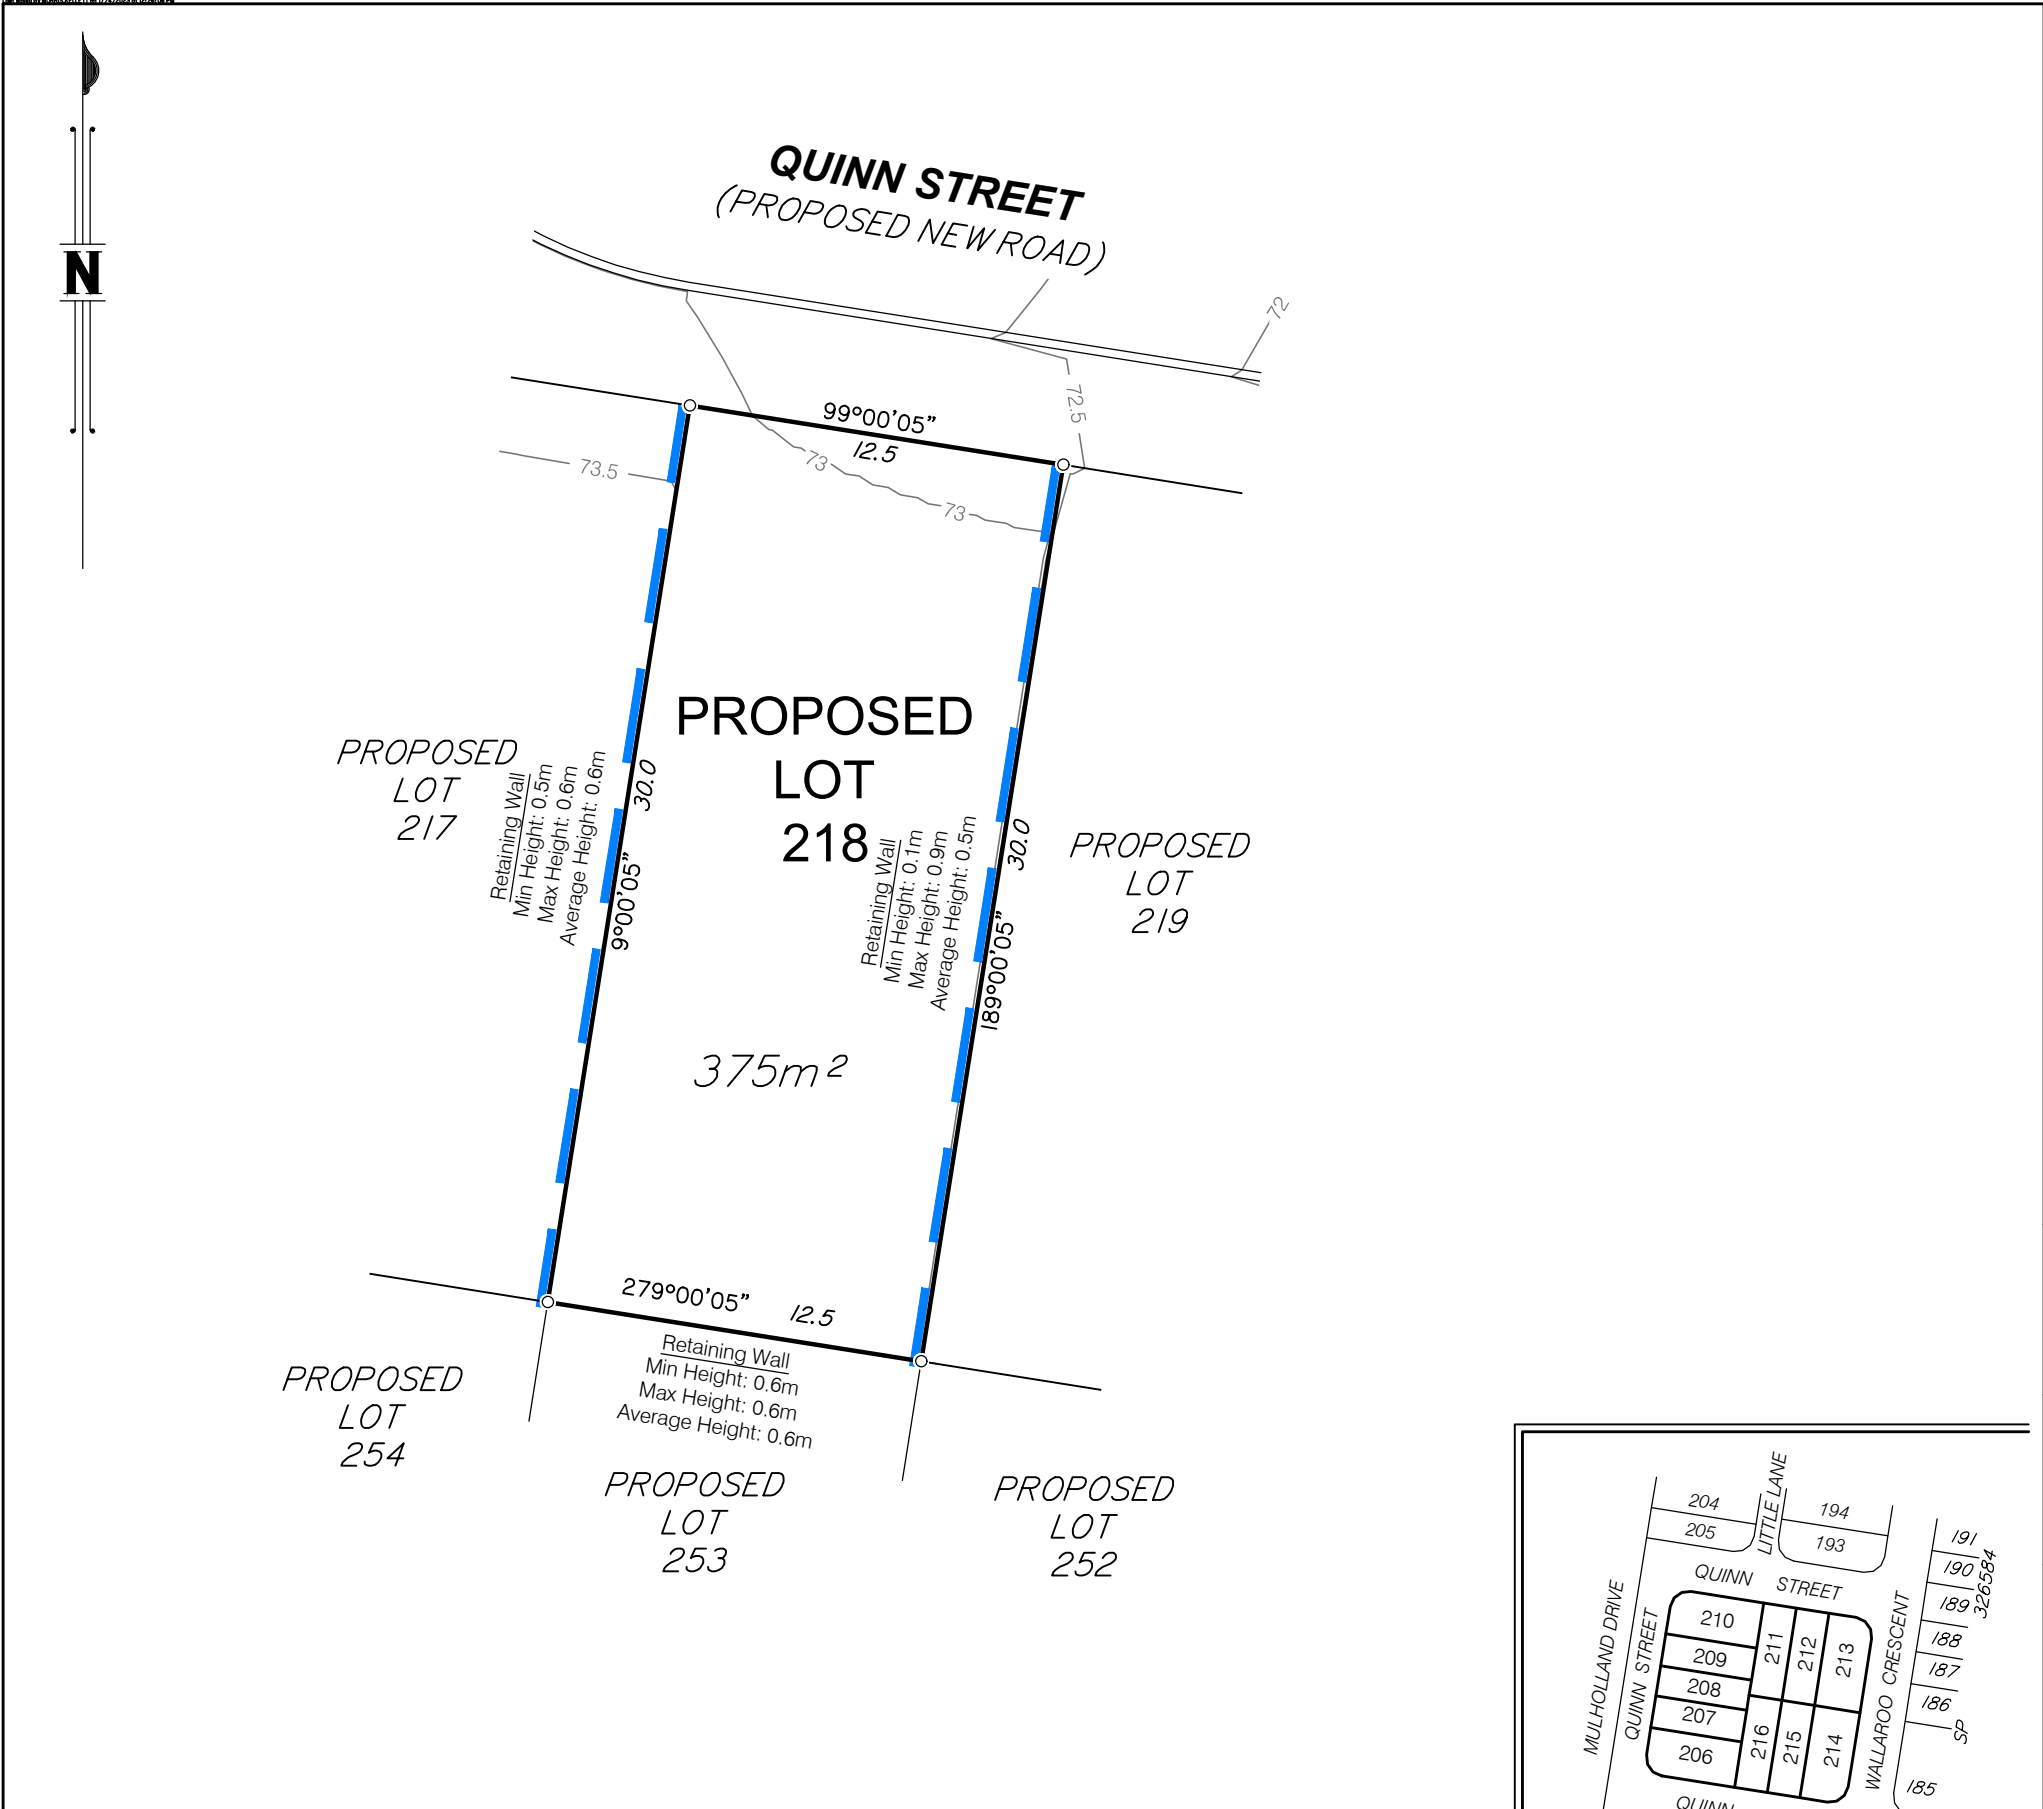 N
QUINN STREET
(PROPOSED NEW ROAD)
72
72.5
99°00'05"
12.5
73.5
73
73
PROPOSED
LOT
218
PROPOSED
LOT
217
Retaining Wall
Min Height: 0.5m
Max Height: 0.6m
Average Height: 0.6m
30.0
9°00'05"
Retaining Wall
Min Height: 0.1m
Max Height: 0.9m
Average Height: 0.5m
30.0
189°00'05"
PROPOSED
LOT
219
375m²
279°00'05"
12.5
Retaining Wall
Min Height: 0.6m
Max Height: 0.6m
Average Height: 0.6m
PROPOSED
LOT
254
PROPOSED
LOT
253
PROPOSED
LOT
252
204
205
LITTLE LANE
194
193
191
190
189
188
187
186
185
326584
SP
QUINN STREET
MULHOLLAND DRIVE
QUINN STREET
WALLAROO CRESCENT
210
209
208
207
206
211
212
213
216
215
214
QUINN